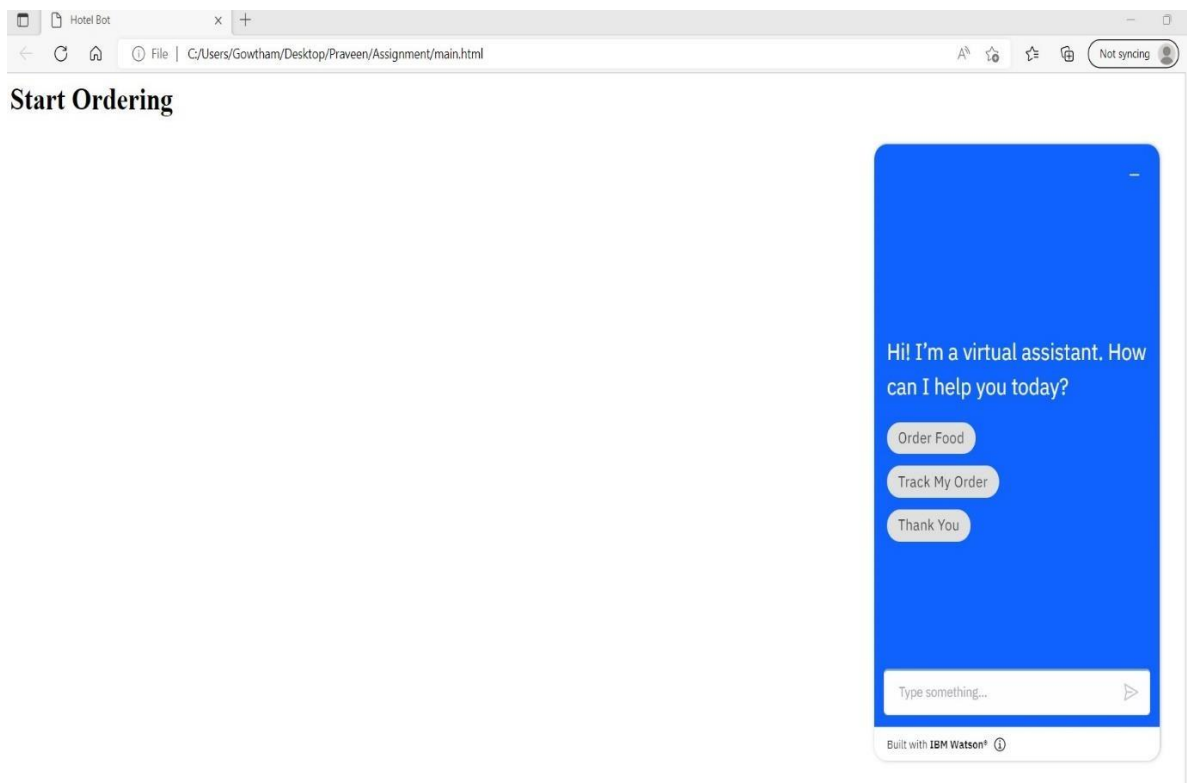 Hotel Bot
File | C:/Users/Gowtham/Desktop/Praveen/Assignment/main.html
Not syncing
Start Ordering
Hi! I'm a virtual assistant. How
can I help you today?
Order Food
Track My Order
Thank You
Type something...
Built with IBM Watson®